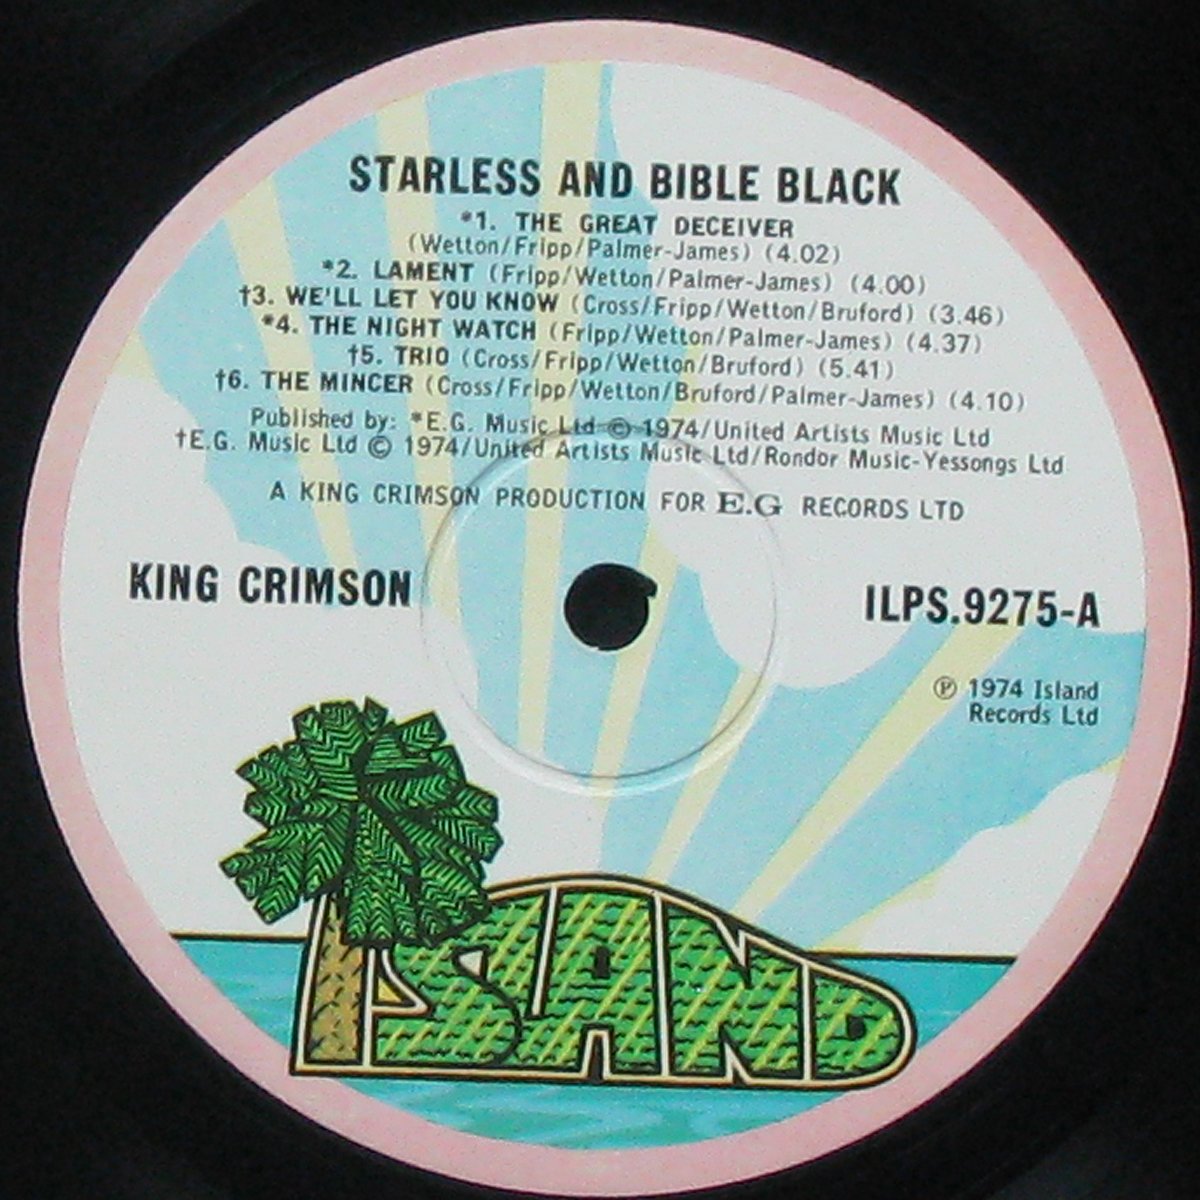 STARLESS AND BIBLE BLACK
*1. THE GREAT DECEIVER
(Wetton/Fripp/Palmer-James) (4.02)
*2. LAMENT (Fripp/Wetton/Palmer-James) (4.00)
†3. WE'LL LET YOU KNOW (Cross/Fripp/Wetton/Bruford) (3.46)
*4. THE NIGHT WATCH (Fripp/Wetton/Palmer-James) (4.37)
†5. TRIO (Cross/Fripp/Wetton/Bruford) (5.41)
†6. THE MINCER (Cross/Fripp/Wetton/Bruford/Palmer-James) (4.10)
Published by: *E.G. Music Ltd © 1974/United Artists Music Ltd
†E.G. Music Ltd © 1974/United Artists Music Ltd/Rondor Music-Yessongs Ltd
A KING CRIMSON PRODUCTION FOR E.G RECORDS LTD
KING CRIMSON
ILPS.9275-A
℗ 1974 Island
Records Ltd
ISLAND